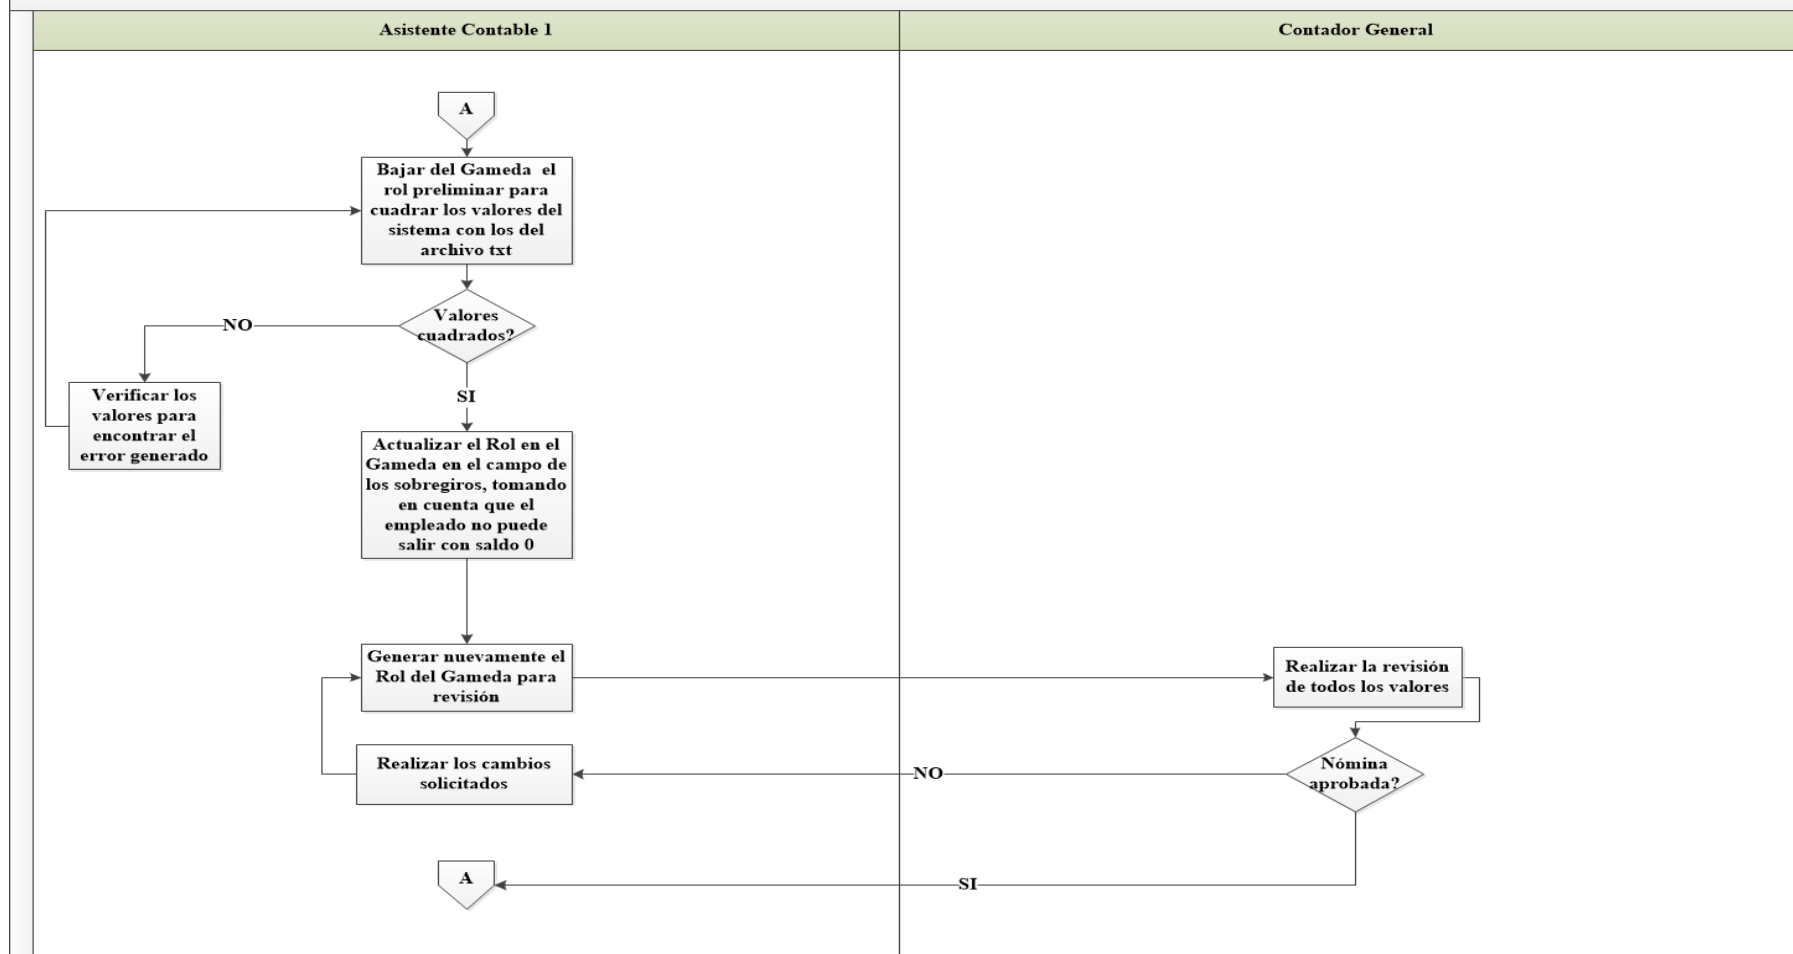 Asistente Contable 1
Contador General
A
Bajar del Gameda el
rol preliminar para
cuadrar los valores del
sistema con los del
archivo txt
Valores
cuadrados?
NO
SI
Verificar los
valores para
encontrar el
error generado
Actualizar el Rol en el
Gameda en el campo de
los sobregiros, tomando
en cuenta que el
empleado no puede
salir con saldo 0
Generar nuevamente el
Rol del Gameda para
revisión
Realizar la revisión
de todos los valores
Nómina
aprobada?
NO
Realizar los cambios
solicitados
SI
A